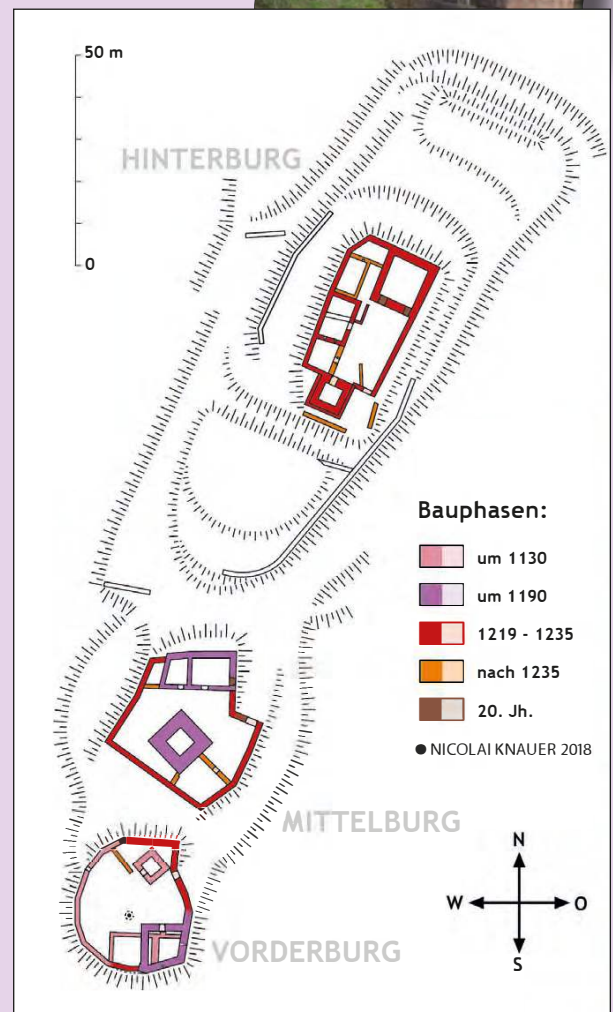 50 m
HINTERBURG
0
Bauphasen:
um 1130
um 1190
1219 - 1235
nach 1235
20. Jh.
● NICOLAI KNAUER 2018
MITTELBURG
N
W O
S
VORDERBURG